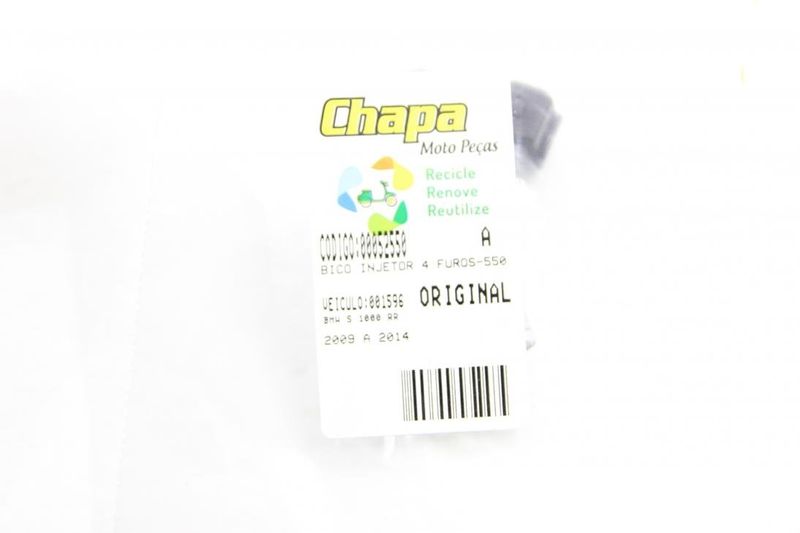 Chapa
Moto Peças
Recicle
Renove
Reutilize
CODIGO:00052550 A
BICO INJETOR 4 FUROS-550
VEICULO:001596 ORIGINAL
BMW S 1000 RR
2009 A 2014